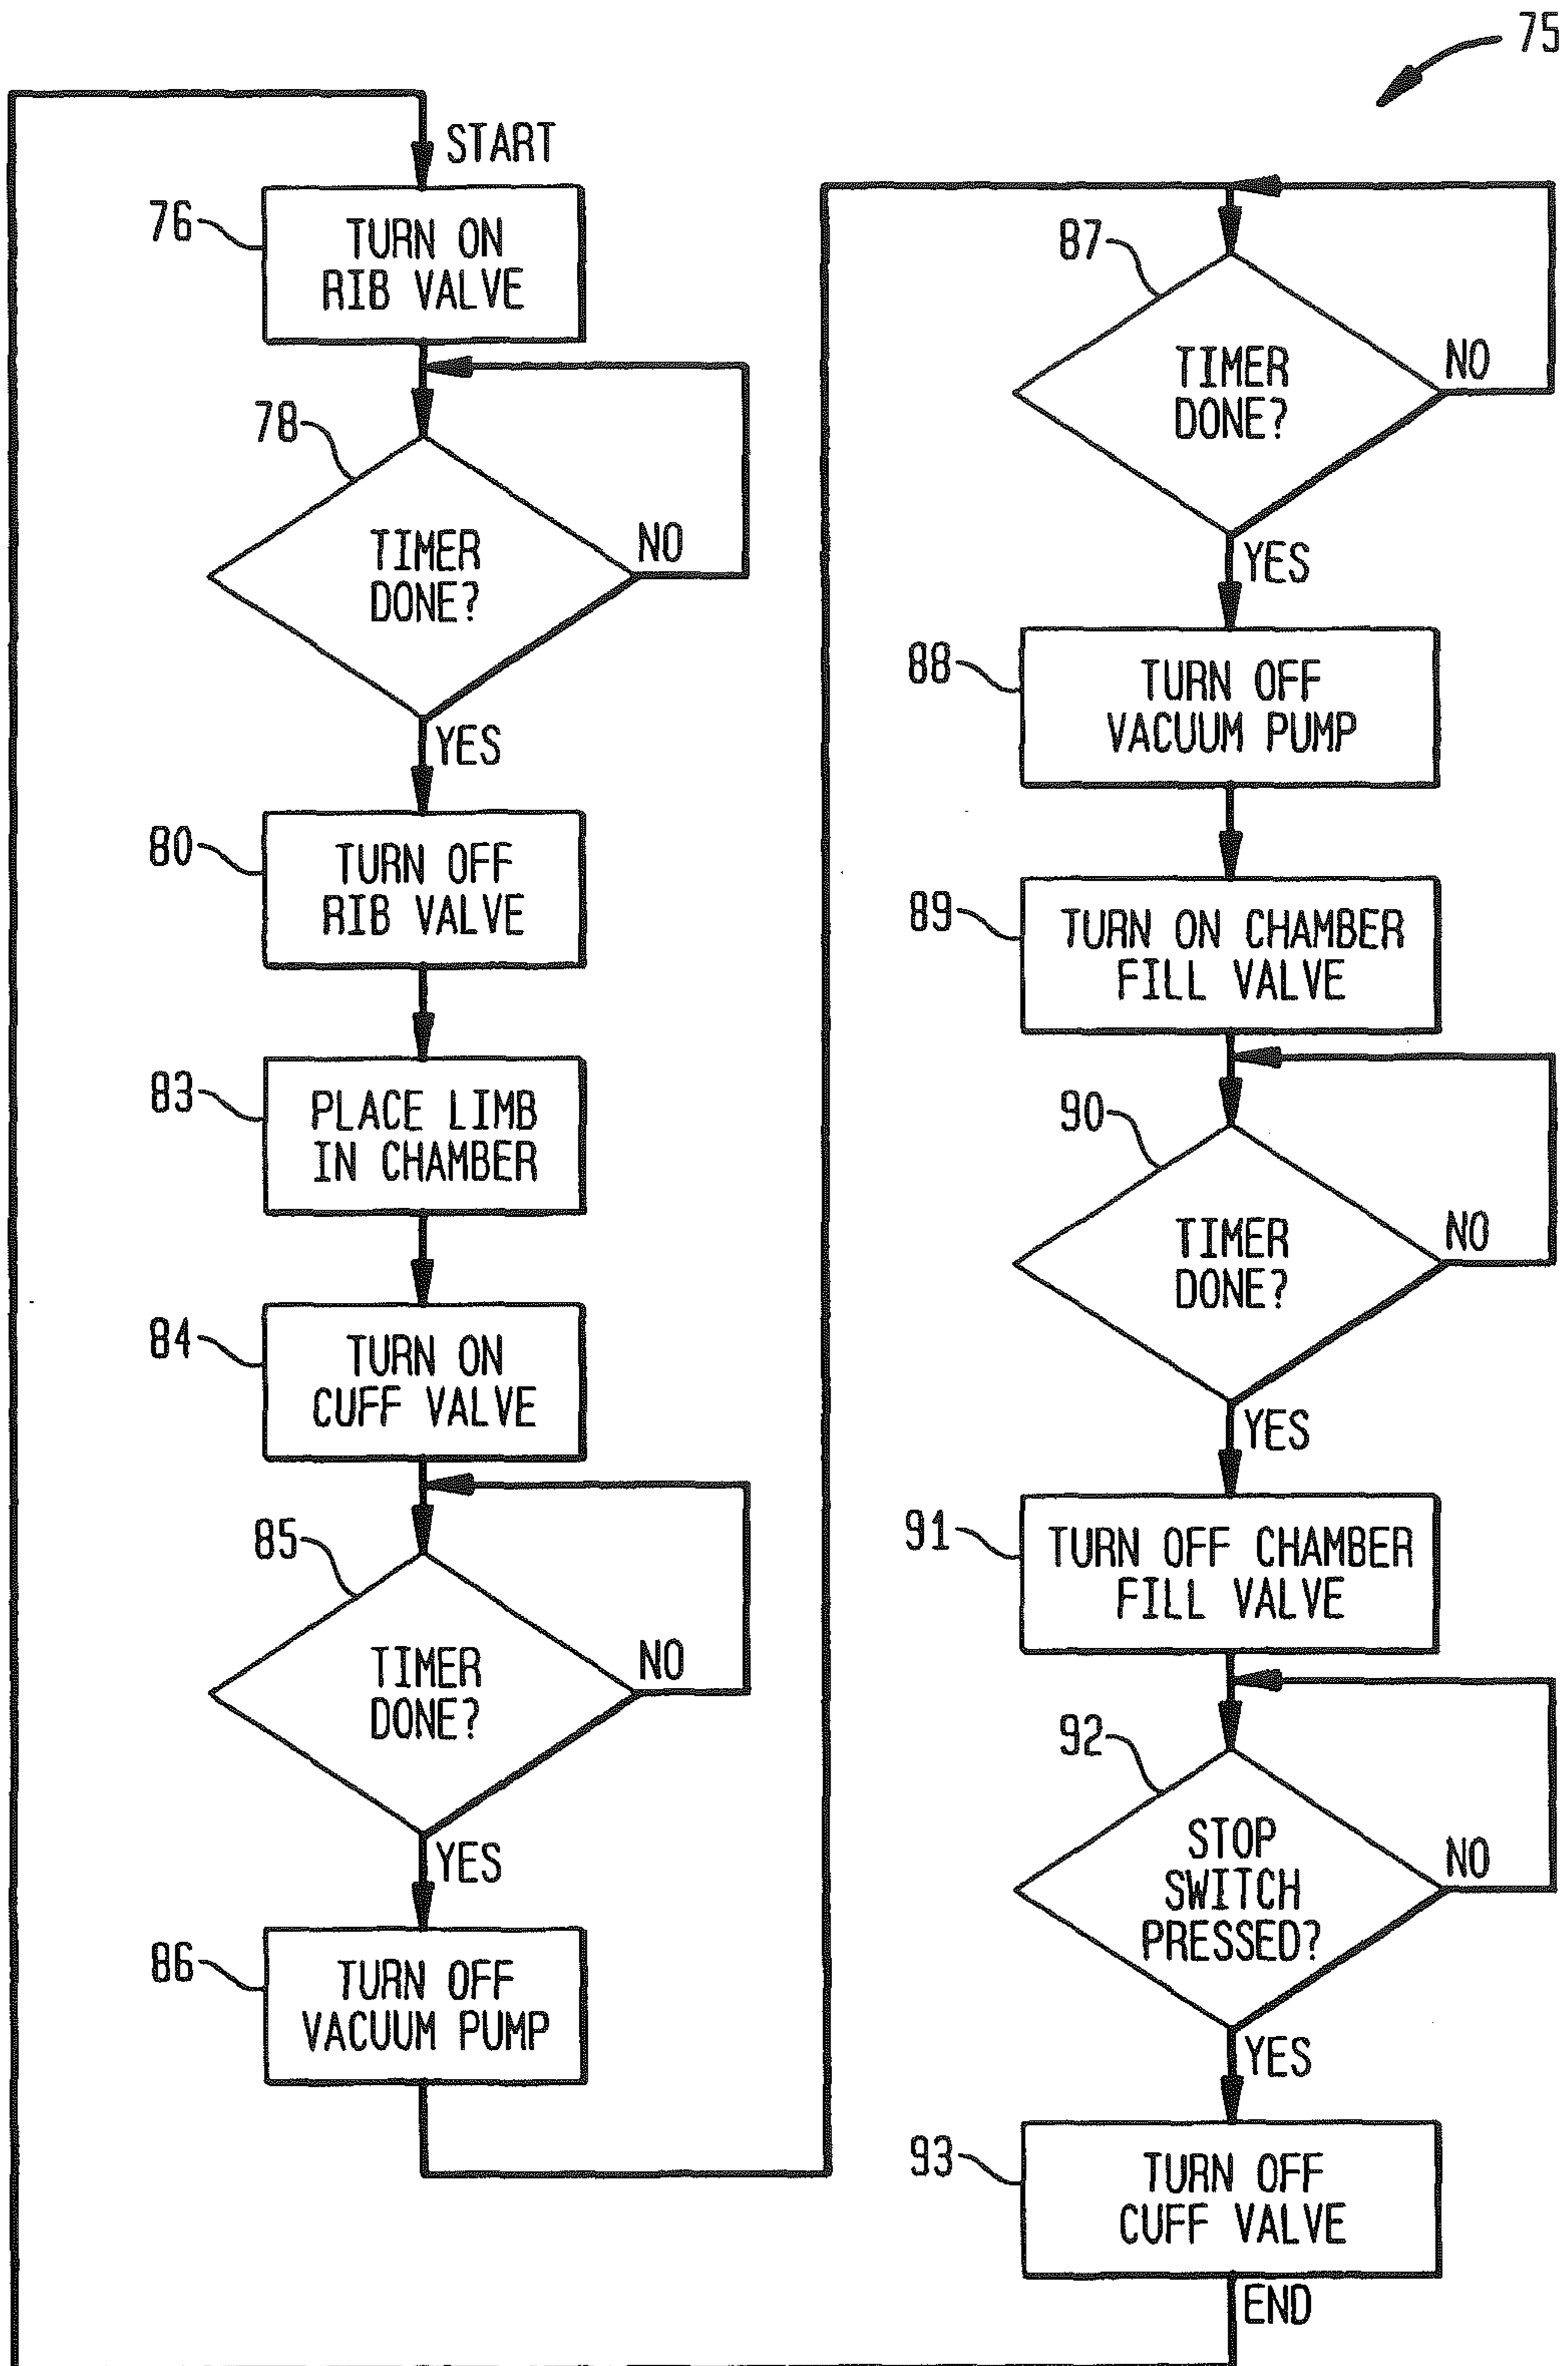 75
START
76
TURN ON
RIB VALVE
78
TIMER
DONE?
NO
YES
80
TURN OFF
RIB VALVE
83
PLACE LIMB
IN CHAMBER
84
TURN ON
CUFF VALVE
85
TIMER
DONE?
NO
YES
86
TURN OFF
VACUUM PUMP
87
TIMER
DONE?
NO
YES
88
TURN OFF
VACUUM PUMP
89
TURN ON CHAMBER
FILL VALVE
90
TIMER
DONE?
NO
YES
91
TURN OFF CHAMBER
FILL VALVE
92
STOP
SWITCH
PRESSED?
NO
YES
93
TURN OFF
CUFF VALVE
END